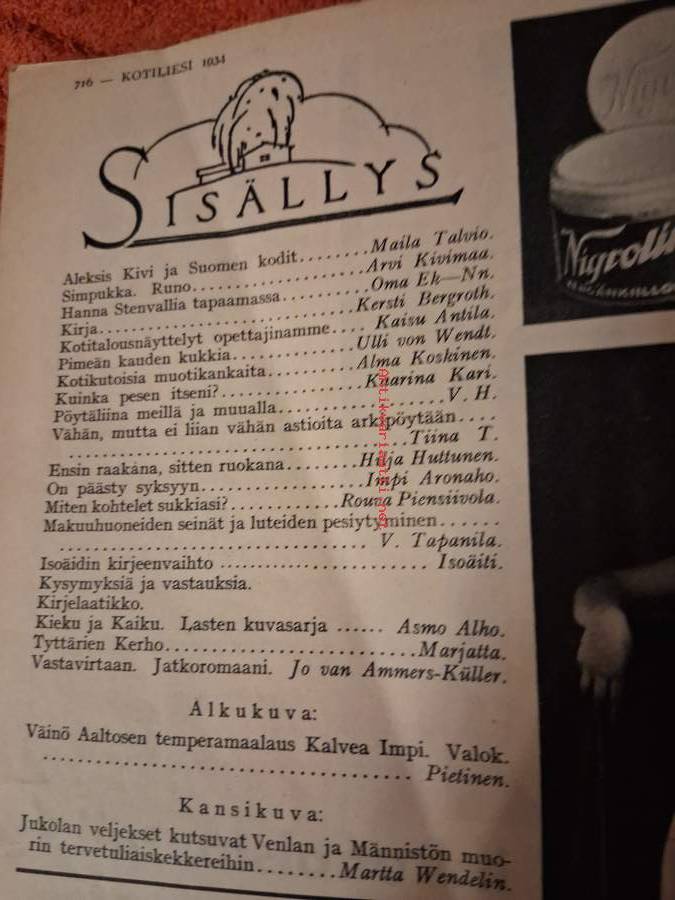 716 — KOTILIESI 1934
SISÄLLYS
Aleksis Kivi ja Suomen kodit........Maila Talvio.
Simpukka. Runo....................Arvi Kivimaa.
Hanna Stenvallia tapaamassa..........Oma Ek—Nn.
Kirja..............................Kersti Bergroth.
Kotitalousnäyttelyt opettajinamme.... Kaisu Antila.
Pimeän kauden kukkia..............Ulli von Wendt.
Kotikutoisia muotikankaita..........Alma Koskinen.
Kuinka pesen itseni?................Kaarina Kari.
Pöytäliina meillä ja muualla....................V. H.
Vähän, mutta ei liian vähän astioita arkipöytään....
........................................Tiina T.
Ensin raakana, sitten ruokana........Hilja Huttunen.
On päästy syksyyn....................Impi Aronaho.
Miten kohtelet sukkiasi?............Rouva Piensiivola.
Makuuhuoneiden seinät ja luteiden pesiytyminen......
.................................... V. Tapanila.
Isoäidin kirjeenvaihto .......................... Isoäiti.
Kysymyksiä ja vastauksia.
Kirjelaatikko.
Kieku ja Kaiku. Lasten kuvasarja ...... Asmo Alho.
Tyttärien Kerho..............................Marjatta.
Vastavirtaan. Jatkoromaani. Jo van Ammers-Küller.
Alkukuva:
Väinö Aaltosen temperamaalaus Kalvea Impi. Valok.
........................................ Pietinen.
Kansikuva:
Jukolan veljekset kutsuvat Venlan ja Männistön muo-
rin tervetuliaiskekkereihin..........Martta Wendelin.
antikvariaatti.net